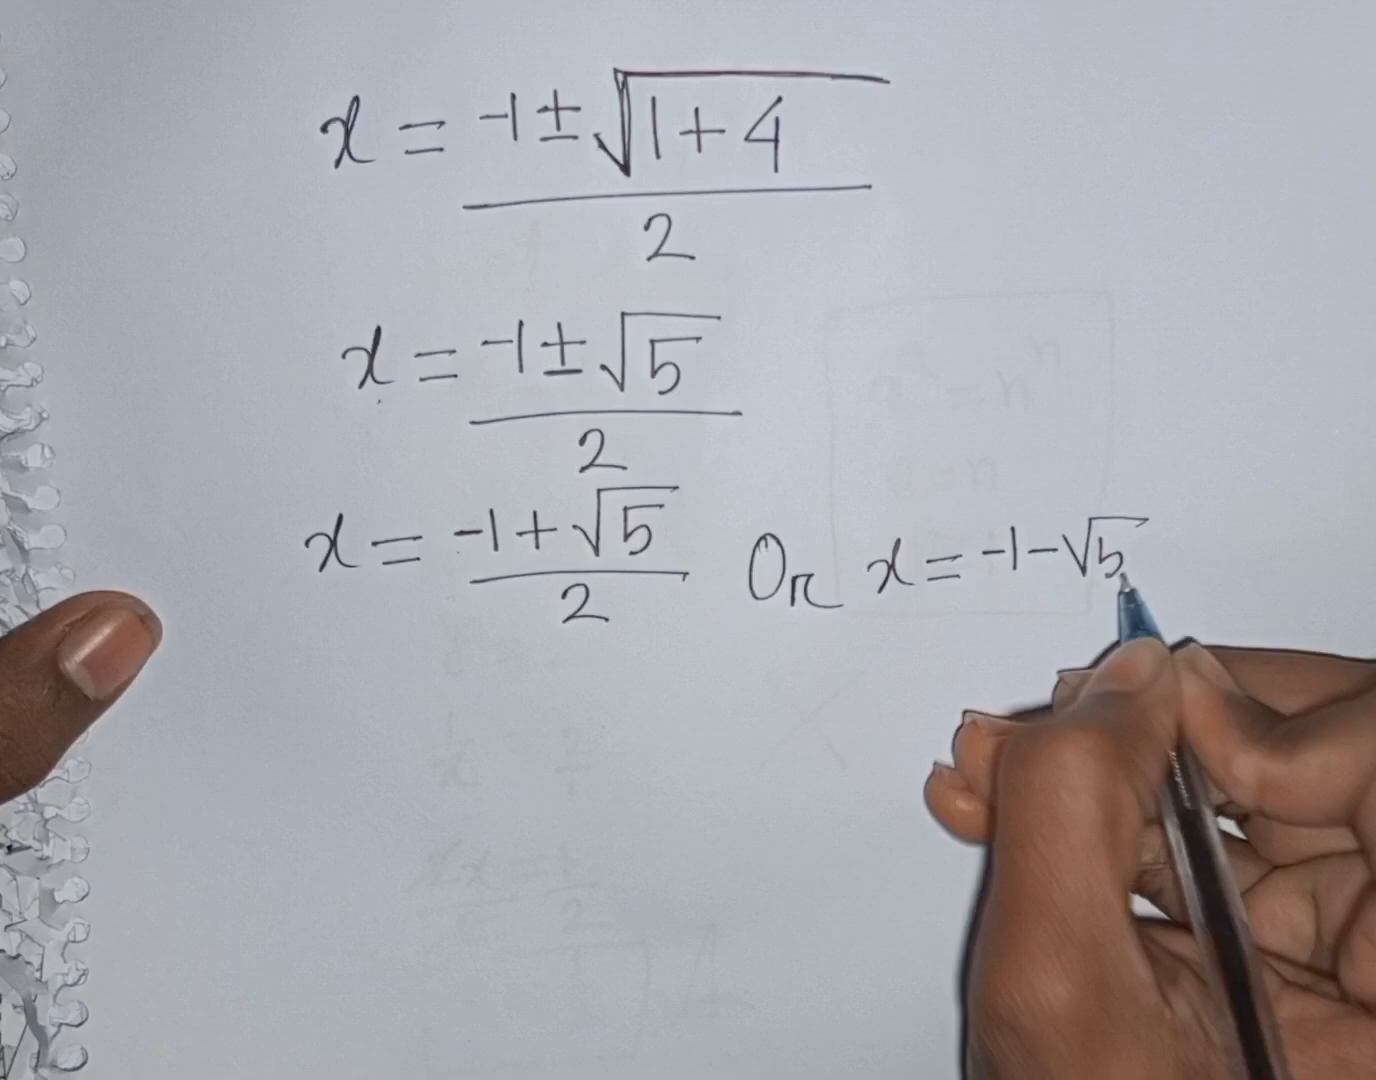 x = -1 ± √1 + 4
2
x = -1 ± √5
2
x = -1 + √5 Or x = -1 - √5
2